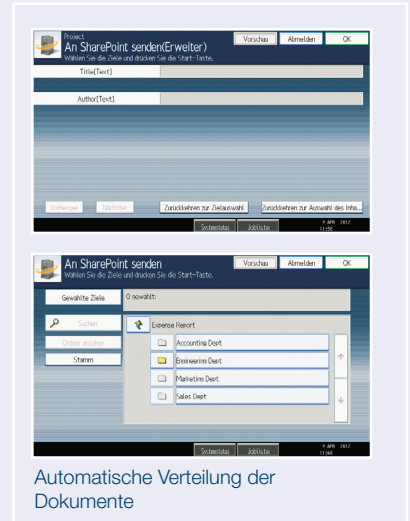 Project
An SharePoint senden(Erweiter)
Wählen Sie die Ziele und drücken Sie die Start-Taste.
Vorschau
Abmelden
OK
Title[Text]
Author[Text]
Vorheriger
Nächster
Zurückkehren zur Zielauswahl
Zurückkehren zur Auswahl des Inha...
Systemstatus
Jobliste
9 APR 2012
11:50
An SharePoint senden
Wählen Sie die Ziele und drücken Sie die Start-Taste.
Vorschau
Abmelden
OK
Gewählte Ziele
0 gewählt:
Suchen
Expense Report
Ordner ansehen
Accounting Dept
Stamm
Engineering Dept
Marketing Dept
Sales Dept
Systemstatus
Jobliste
9 APR 2012
11:48
Automatische Verteilung der
Dokumente